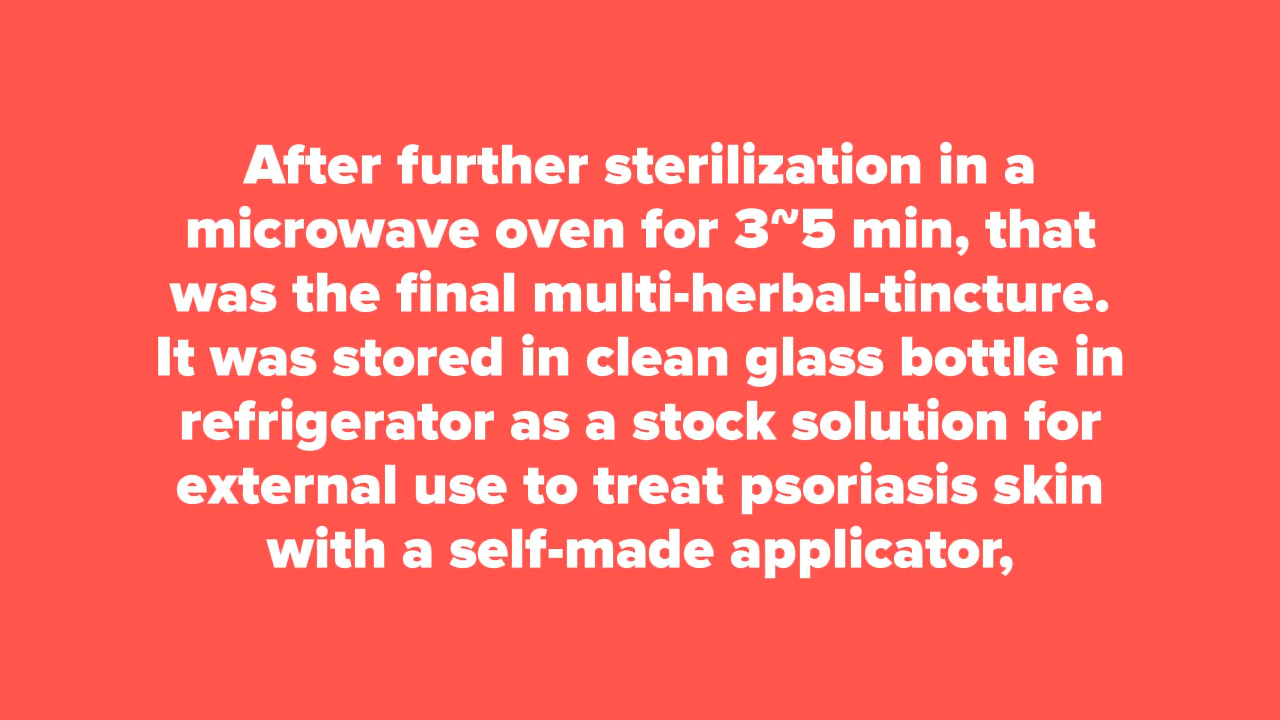 After further sterilization in a
microwave oven for 3~5 min, that
was the final multi-herbal-tincture.
It was stored in clean glass bottle in
refrigerator as a stock solution for
external use to treat psoriasis skin
with a self-made applicator,